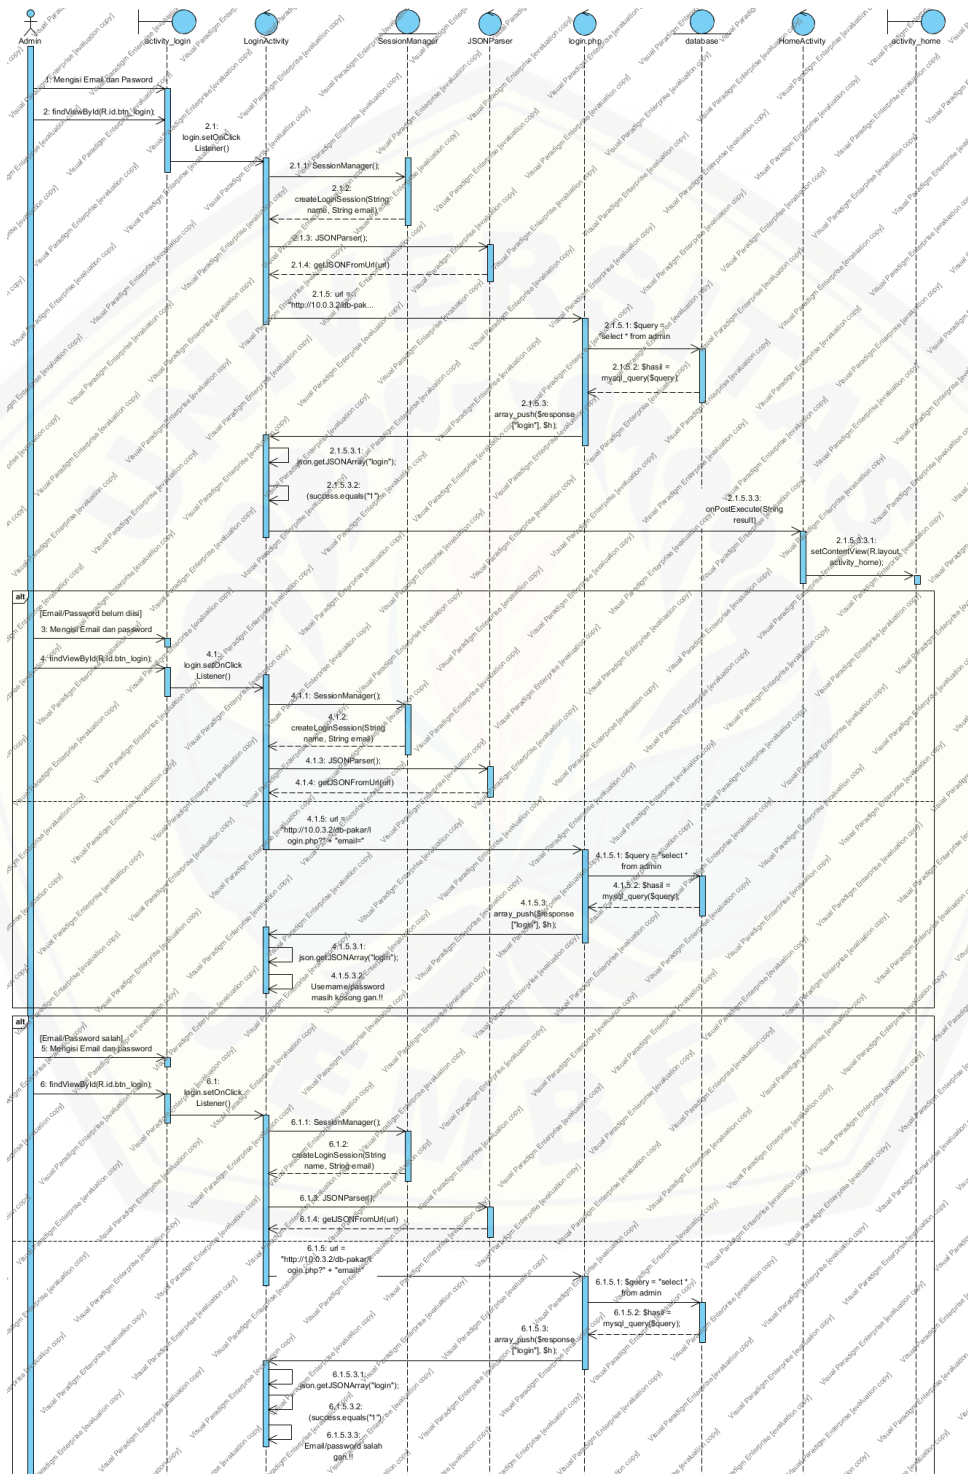 Admin
activity_login
LoginActivity
SessionManager
JSONParser
login.php
database
HomeActivity
activity_home
1: Mengisi Email dan Pasword
2: findViewById(R.id.btn_login);
2.1:
login.setOnClick
Listener()
2.1.1: SessionManager();
2.1.2:
createLoginSession(String
name, String email)
2.1.3: JSONParser();
2.1.4: getJSONFromUrl(url)
2.1.5: url =
"http://10.0.3.2/db-pak...
2.1.5.1: $query =
"select * from admin
2.1.5.2: $hasil =
mysql_query($query);
2.1.5.3:
array_push($response
["login"], $h);
2.1.5.3.1:
json.getJSONArray("login");
2.1.5.3.2:
(success.equals("1")
2.1.5.3.3:
onPostExecute(String
result)
2.1.5.3.3.1:
setContentView(R.layout.
activity_home);
alt
[Email/Password belum diisi]
3: Mengisi Email dan password
4: findViewById(R.id.btn_login);
4.1:
login.setOnClick
Listener()
4.1.1: SessionManager();
4.1.2:
createLoginSession(String
name, String email)
4.1.3: JSONParser();
4.1.4: getJSONFromUrl(url)
4.1.5: url =
"http://10.0.3.2/db-pakar/l
ogin.php?" + "email="
4.1.5.1: $query = "select *
from admin
4.1.5.2: $hasil =
mysql_query($query);
4.1.5.3:
array_push($response
["login"], $h);
4.1.5.3.1:
json.getJSONArray("login");
4.1.5.3.2:
Username/password
masih kosong gan.!!
alt
[Email/Password salah]
5: Mengisi Email dan password
6: findViewById(R.id.btn_login);
6.1:
login.setOnClick
Listener()
6.1.1: SessionManager();
6.1.2:
createLoginSession(String
name, String email)
6.1.3: JSONParser();
6.1.4: getJSONFromUrl(url)
6.1.5: url =
"http://10.0.3.2/db-pakar/l
ogin.php?" + "email="
6.1.5.1: $query = "select *
from admin
6.1.5.2: $hasil =
mysql_query($query);
6.1.5.3:
array_push($response
["login"], $h);
6.1.5.3.1:
json.getJSONArray("login");
6.1.5.3.2:
(success.equals("1")
6.1.5.3.3:
Email/password salah
gan.!!
Visual Paradigm Enterprise [evaluation copy]